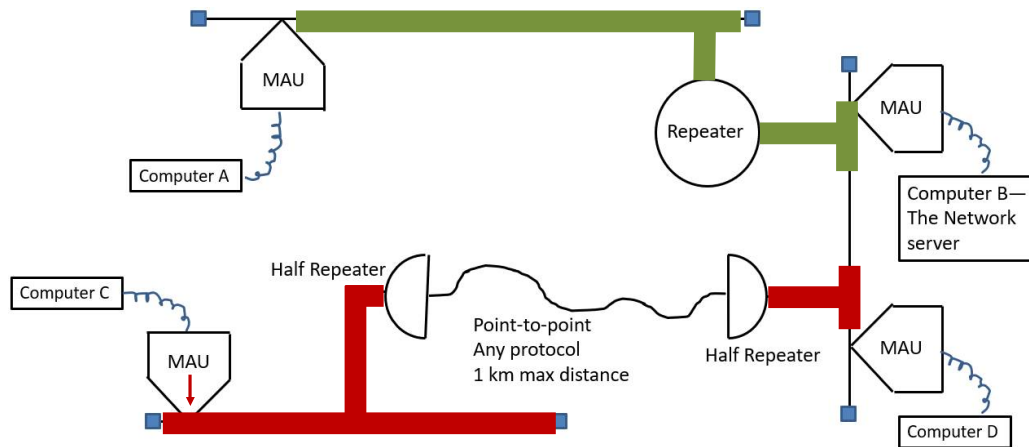 MAU
MAU
Repeater
Computer A
Computer B—
The Network
server
Half Repeater
Computer C
Point-to-point
Any protocol
1 km max distance
Half Repeater
MAU
MAU
Computer D